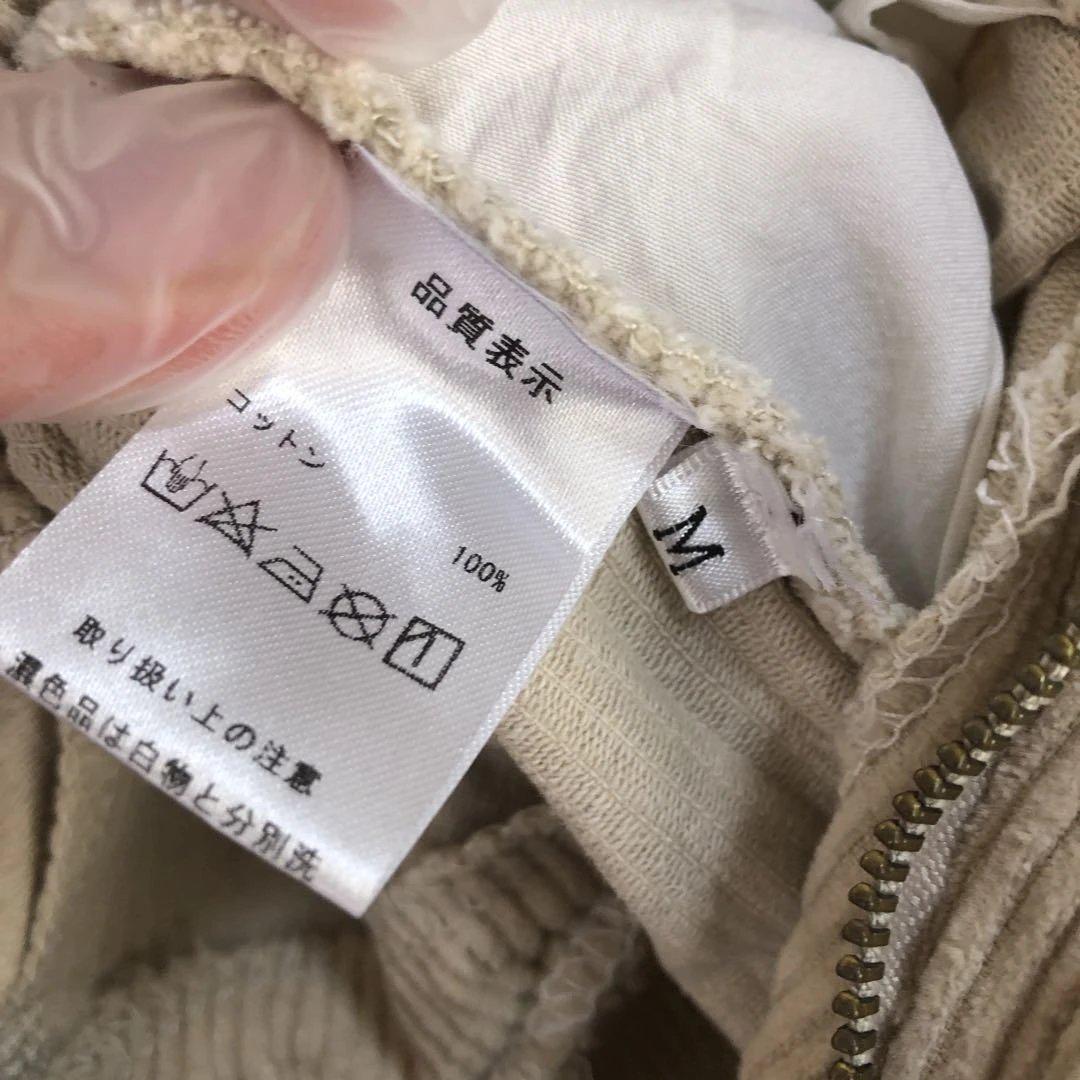 品質表示
コットン
100%
取り扱い上の注意
濃色品は白物と分別洗
M